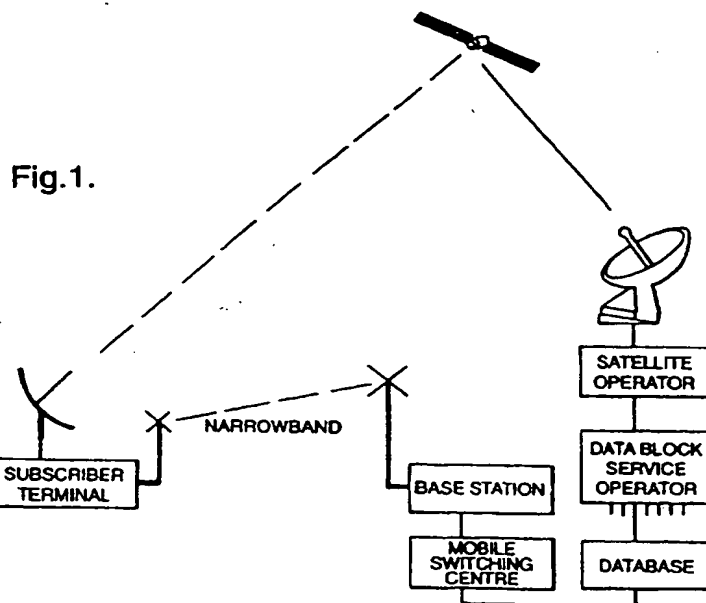 Fig.1.
SATELLITE
OPERATOR
NARROWBAND
DATA BLOCK
SERVICE
OPERATOR
SUBSCRIBER
TERMINAL
BASE STATION
MOBILE
SWITCHING
CENTRE
DATABASE